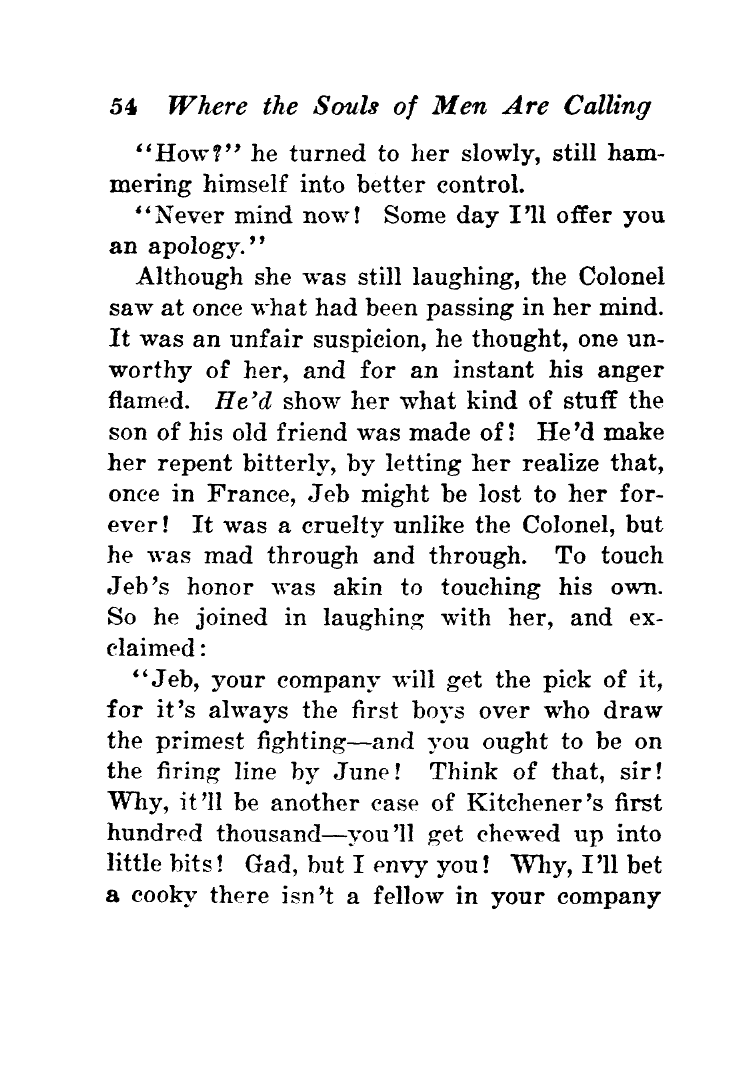 54 Where the Souls of Men Are Calling
"How?" he turned to her slowly, still ham-
mering himself into better control.
"Never mind now! Some day I'll offer you
an apology."
Although she was still laughing, the Colonel
saw at once what had been passing in her mind.
It was an unfair suspicion, he thought, one un-
worthy of her, and for an instant his anger
flamed. He'd show her what kind of stuff the
son of his old friend was made of! He'd make
her repent bitterly, by letting her realize that,
once in France, Jeb might be lost to her for-
ever! It was a cruelty unlike the Colonel, but
he was mad through and through. To touch
Jeb's honor was akin to touching his own.
So he joined in laughing with her, and ex-
claimed:
"Jeb, your company will get the pick of it,
for it's always the first boys over who draw
the primest fighting—and you ought to be on
the firing line by June! Think of that, sir!
Why, it'll be another case of Kitchener's first
hundred thousand—you'll get chewed up into
little bits! Gad, but I envy you! Why, I'll bet
a cooky there isn't a fellow in your company